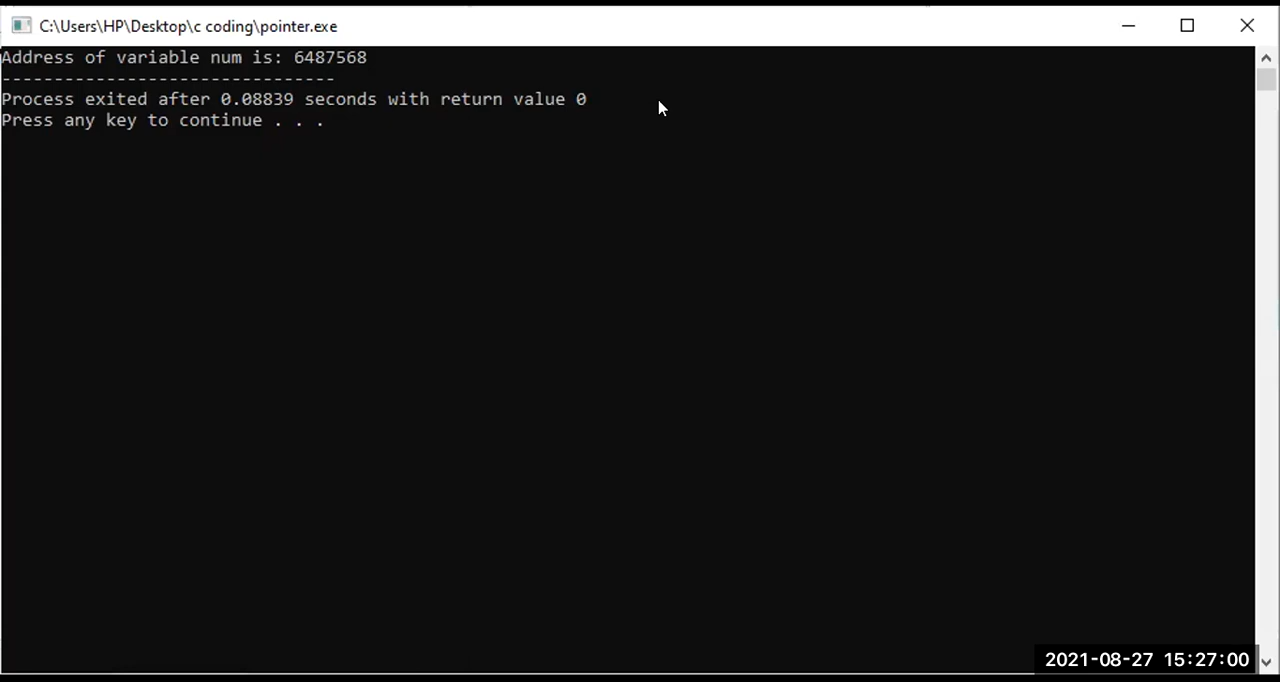 C:\Users\HP\Desktop\c coding\pointer.exe
Address of variable num is: 6487568
--------------------------------
Process exited after 0.08839 seconds with return value 0
Press any key to continue . . .
2021-08-27 15:27:00